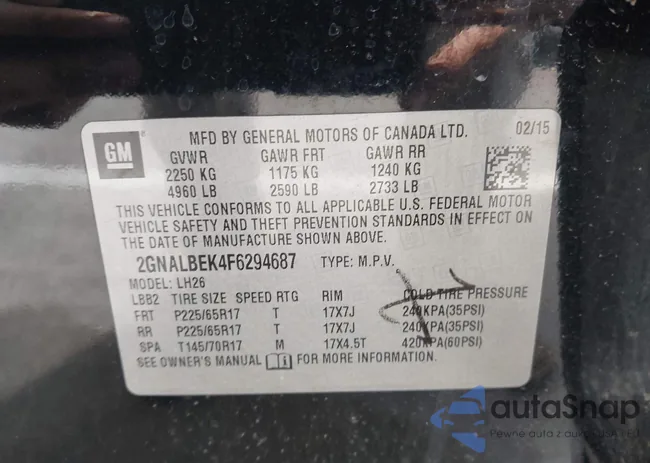 GM
MFD BY GENERAL MOTORS OF CANADA LTD. 02/15
GVWR GAWR FRT GAWR RR
2250 KG 1175 KG 1240 KG
4960 LB 2590 LB 2733 LB
THIS VEHICLE CONFORMS TO ALL APPLICABLE U.S. FEDERAL MOTOR
VEHICLE SAFETY AND THEFT PREVENTION STANDARDS IN EFFECT ON
THE DATE OF MANUFACTURE SHOWN ABOVE.
2GNALBEK4F6294687 TYPE: M.P.V.
MODEL: LH26
LBB2 TIRE SIZE SPEED RTG RIM COLD TIRE PRESSURE
FRT P225/65R17 T 17X7J 240KPA(35PSI)
RR P225/65R17 T 17X7J 240KPA(35PSI)
SPA T145/70R17 M 17X4.5T 420KPA(60PSI)
SEE OWNER'S MANUAL FOR MORE INFORMATION.
autaSnap
Pewne auto z austosnap